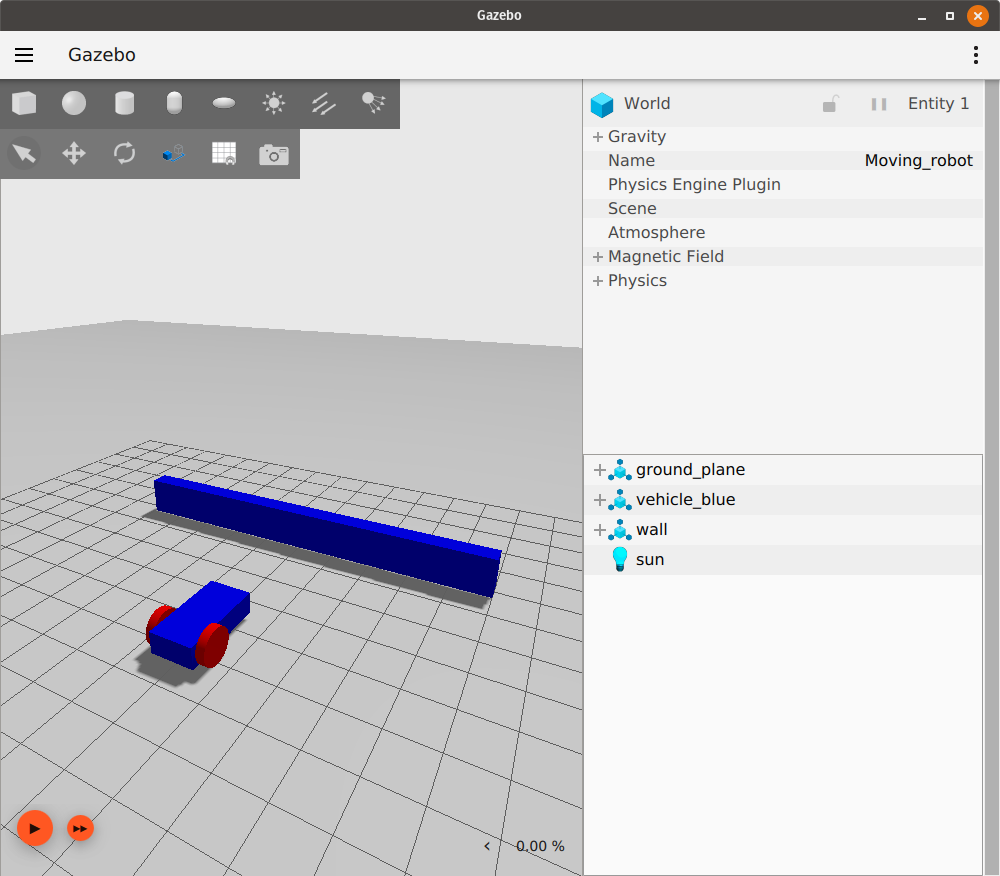 Gazebo
Gazebo
World Entity 1
Gravity
Name Moving_robot
Physics Engine Plugin
Scene
Atmosphere
Magnetic Field
Physics
ground_plane
vehicle_blue
wall
sun
0.00 %